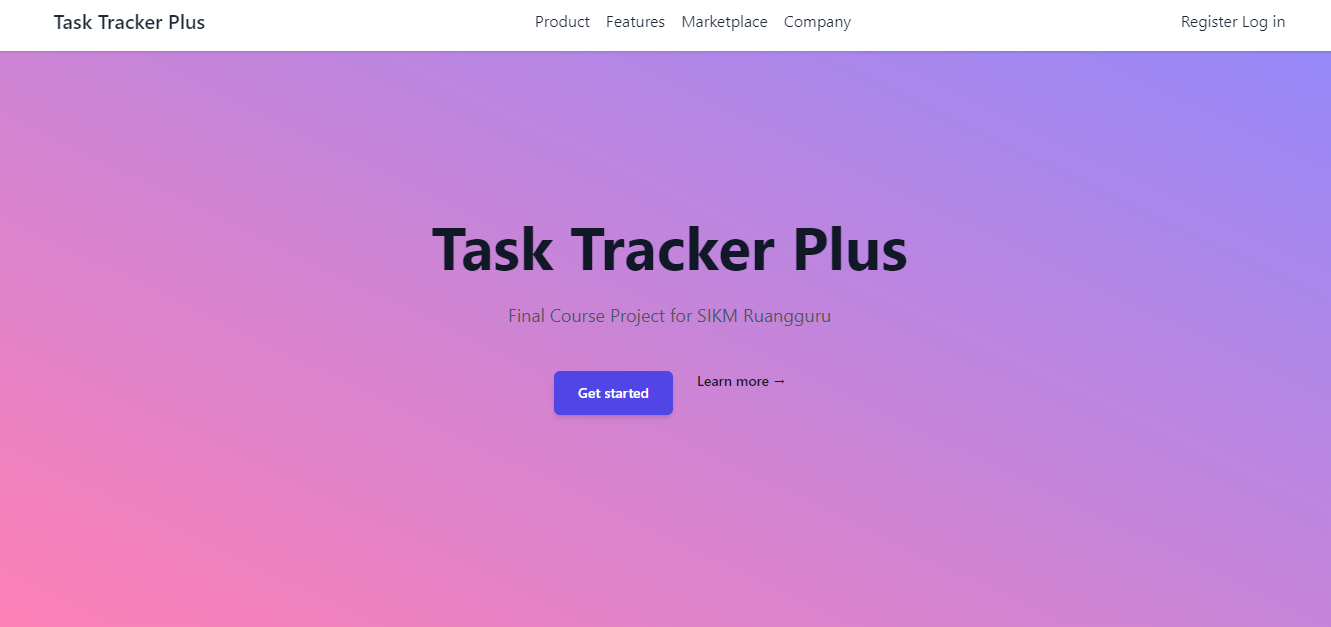 Task Tracker Plus Product Features Marketplace Company Register Log in
Task Tracker Plus
Final Course Project for SIKM Ruangguru
Get started Learn more →